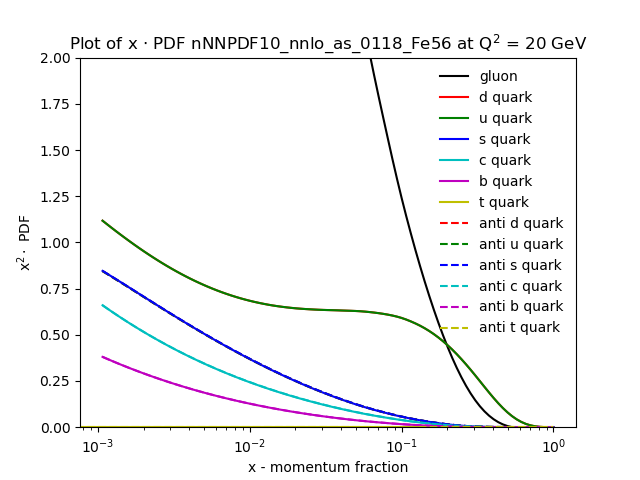 Plot of x · PDF nNNPDF10_nnlo_as_0118_Fe56 at Q² = 20 GeV
2.00
1.75
1.50
1.25
1.00
0.75
0.50
0.25
0.00
x² · PDF
gluon
d quark
u quark
s quark
c quark
b quark
t quark
anti d quark
anti u quark
anti s quark
anti c quark
anti b quark
anti t quark
10⁻³ 10⁻² 10⁻¹ 10⁰
x - momentum fraction